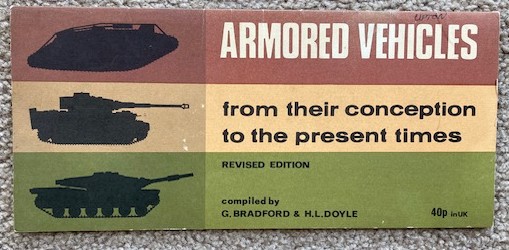 ARMORED VEHICLES
from their conception
to the present times
REVISED EDITION
compiled by
G.BRADFORD & H.L.DOYLE
40p in UK